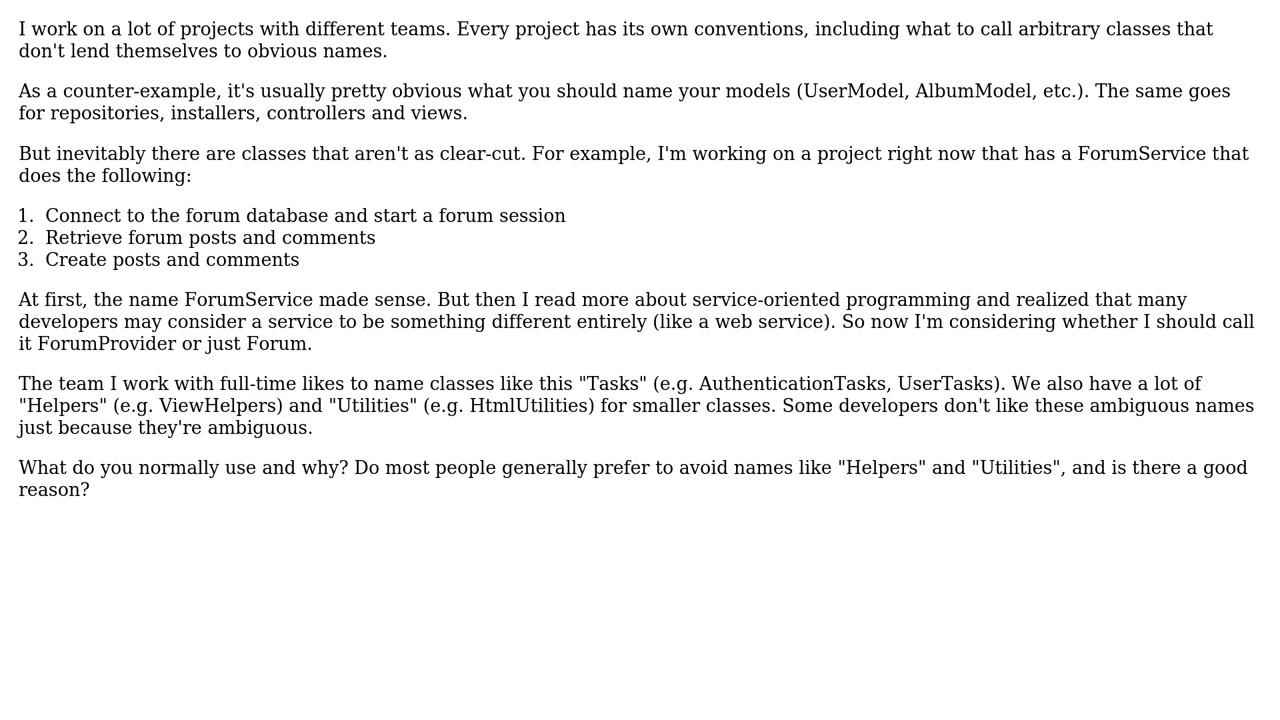 I work on a lot of projects with different teams. Every project has its own conventions, including what to call arbitrary classes that
don't lend themselves to obvious names.
As a counter-example, it's usually pretty obvious what you should name your models (UserModel, AlbumModel, etc.). The same goes
for repositories, installers, controllers and views.
But inevitably there are classes that aren't as clear-cut. For example, I'm working on a project right now that has a ForumService that
does the following:
1. Connect to the forum database and start a forum session
2. Retrieve forum posts and comments
3. Create posts and comments
At first, the name ForumService made sense. But then I read more about service-oriented programming and realized that many
developers may consider a service to be something different entirely (like a web service). So now I'm considering whether I should call
it ForumProvider or just Forum.
The team I work with full-time likes to name classes like this "Tasks" (e.g. AuthenticationTasks, UserTasks). We also have a lot of
"Helpers" (e.g. ViewHelpers) and "Utilities" (e.g. HtmlUtilities) for smaller classes. Some developers don't like these ambiguous names
just because they're ambiguous.
What do you normally use and why? Do most people generally prefer to avoid names like "Helpers" and "Utilities", and is there a good
reason?